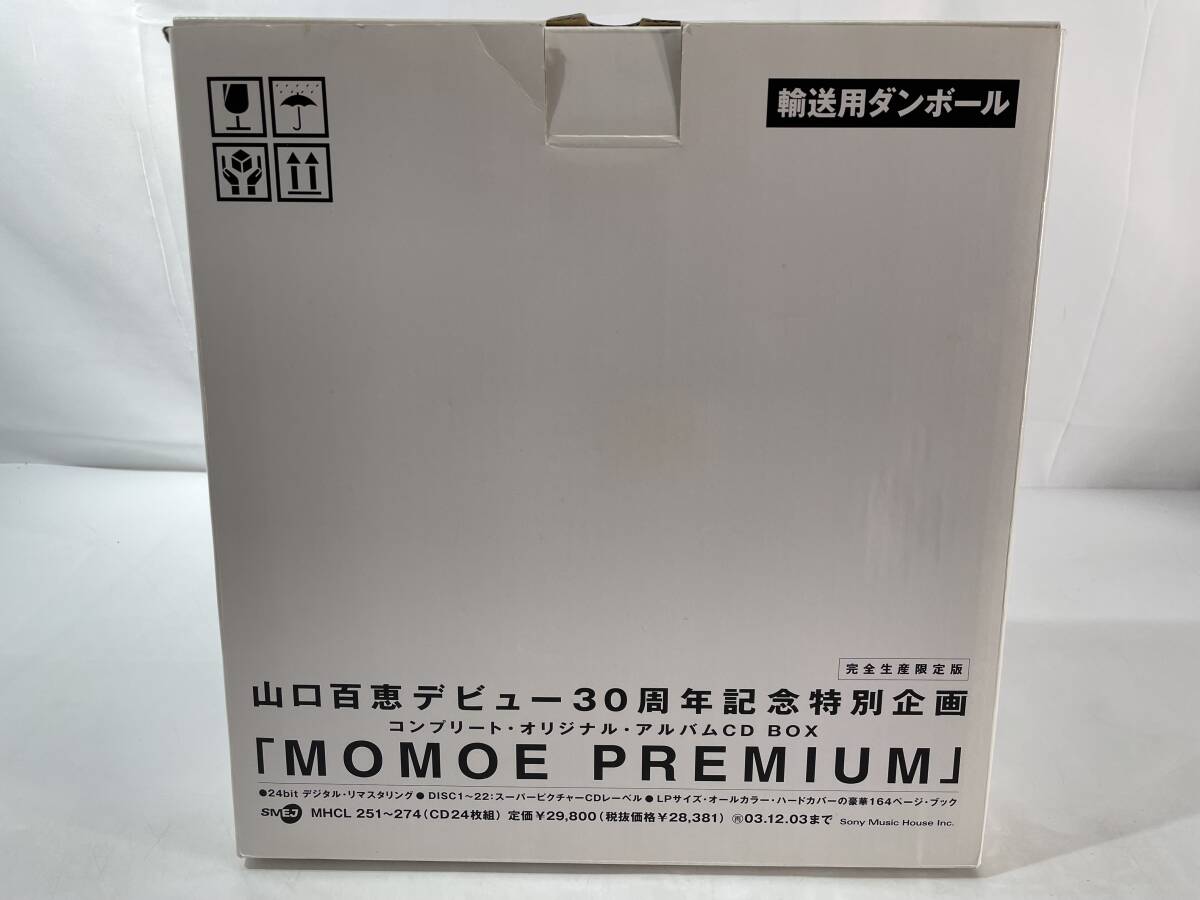 輸送用ダンボール
完全生産限定版
山口百恵デビュー30周年記念特別企画
コンプリート・オリジナル・アルバムCD BOX
「MOMOE PREMIUM」
●24bit デジタル・リマスタリング● DISC1〜22:スーパーピクチャーCDレーベル● LPサイズ・オールカラー・ハードカバーの豪華164ページ・ブック
SMEJ MHCL 251〜274(CD24枚組) 定価¥29,800(税抜価格¥28,381) ㊢03.12.03まで Sony Music House Inc.